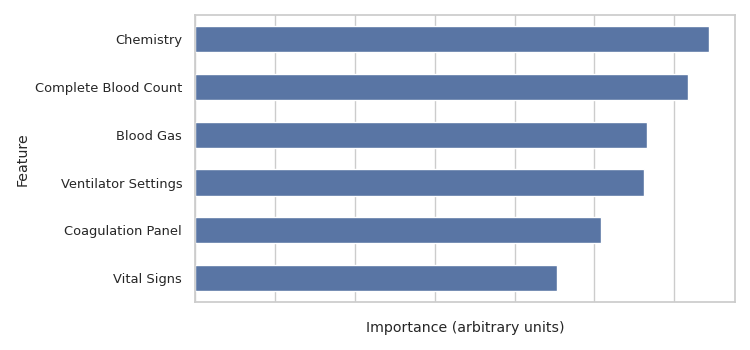 Chemistry
Complete Blood Count
Blood Gas
Ventilator Settings
Coagulation Panel
Vital Signs
Feature
Importance (arbitrary units)